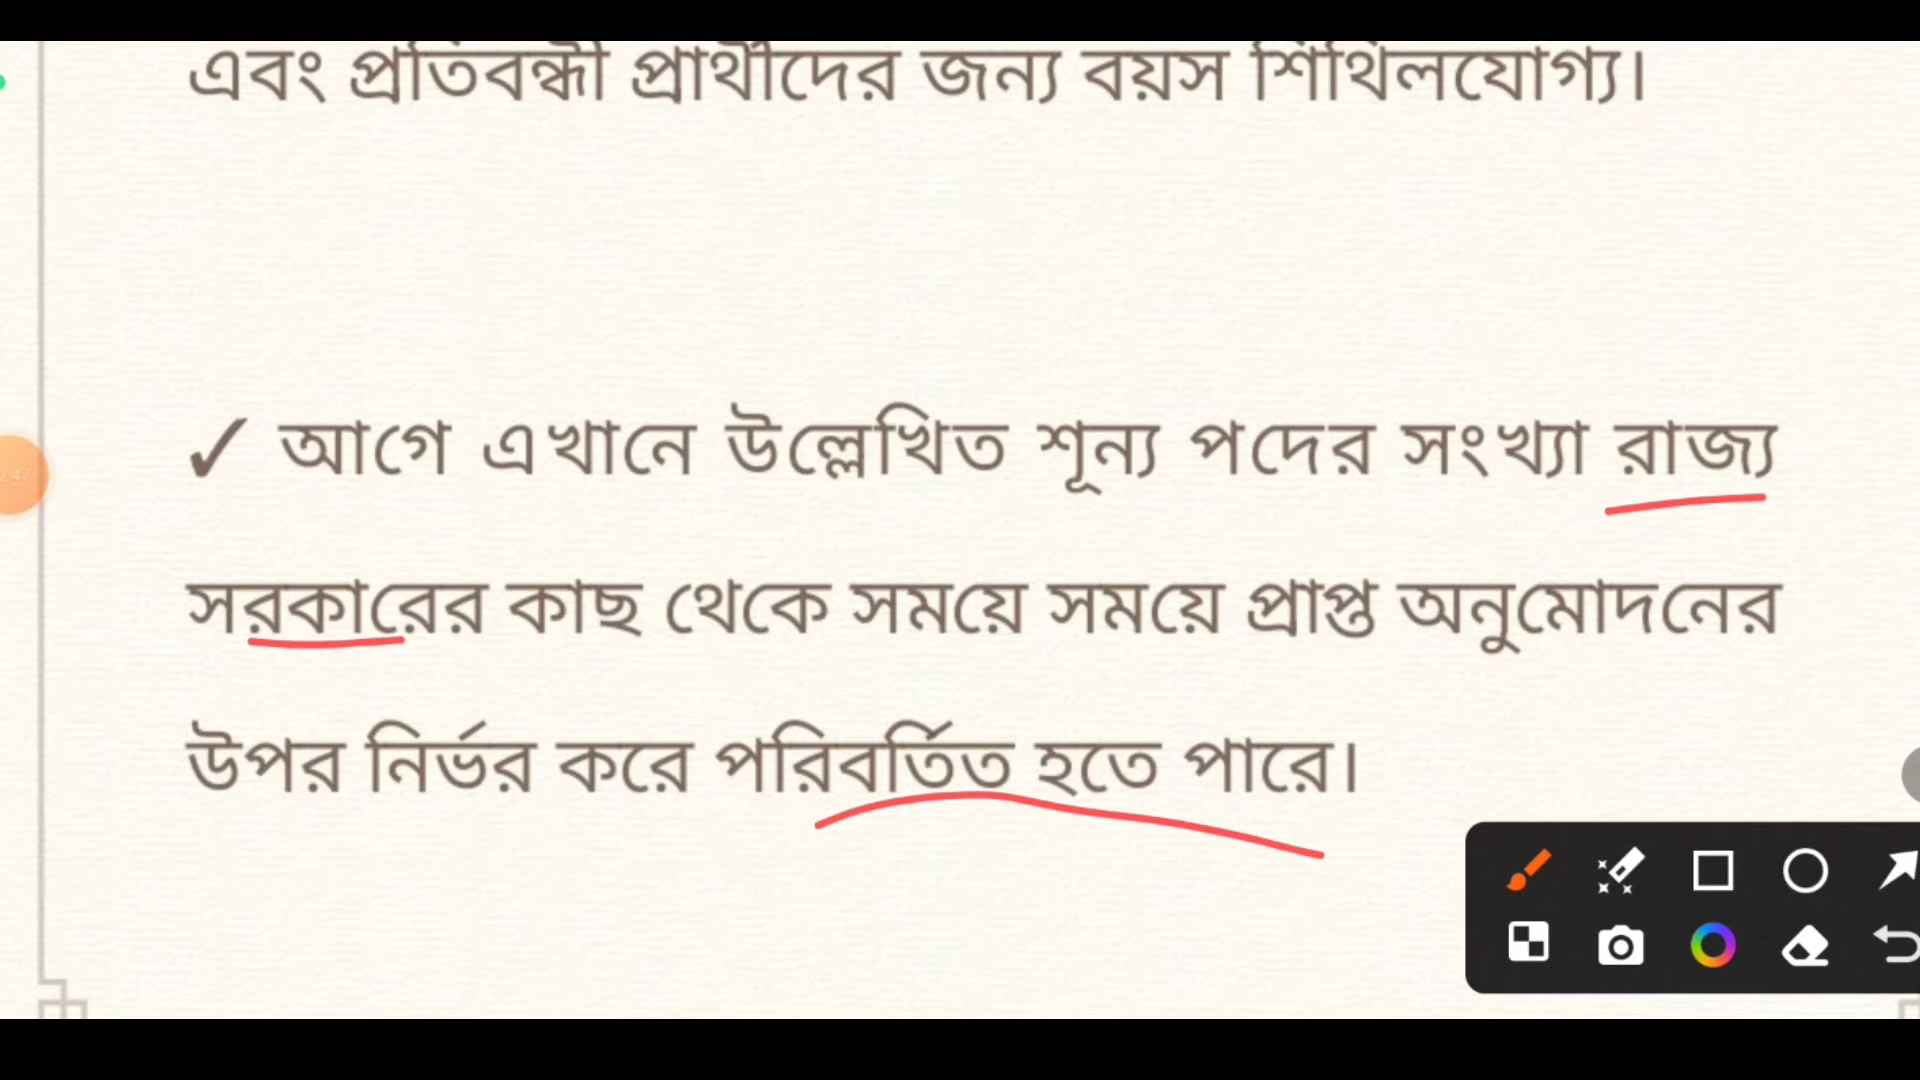 এবং প্রতিবন্ধী প্রার্থীদের জন্য বয়স শিথিলযোগ্য।
✓ আগে এখানে উল্লেখিত শূন্য পদের সংখ্যা রাজ্য
সরকারের কাছ থেকে সময়ে সময়ে প্রাপ্ত অনুমোদনের
উপর নির্ভর করে পরিবর্তিত হতে পারে।